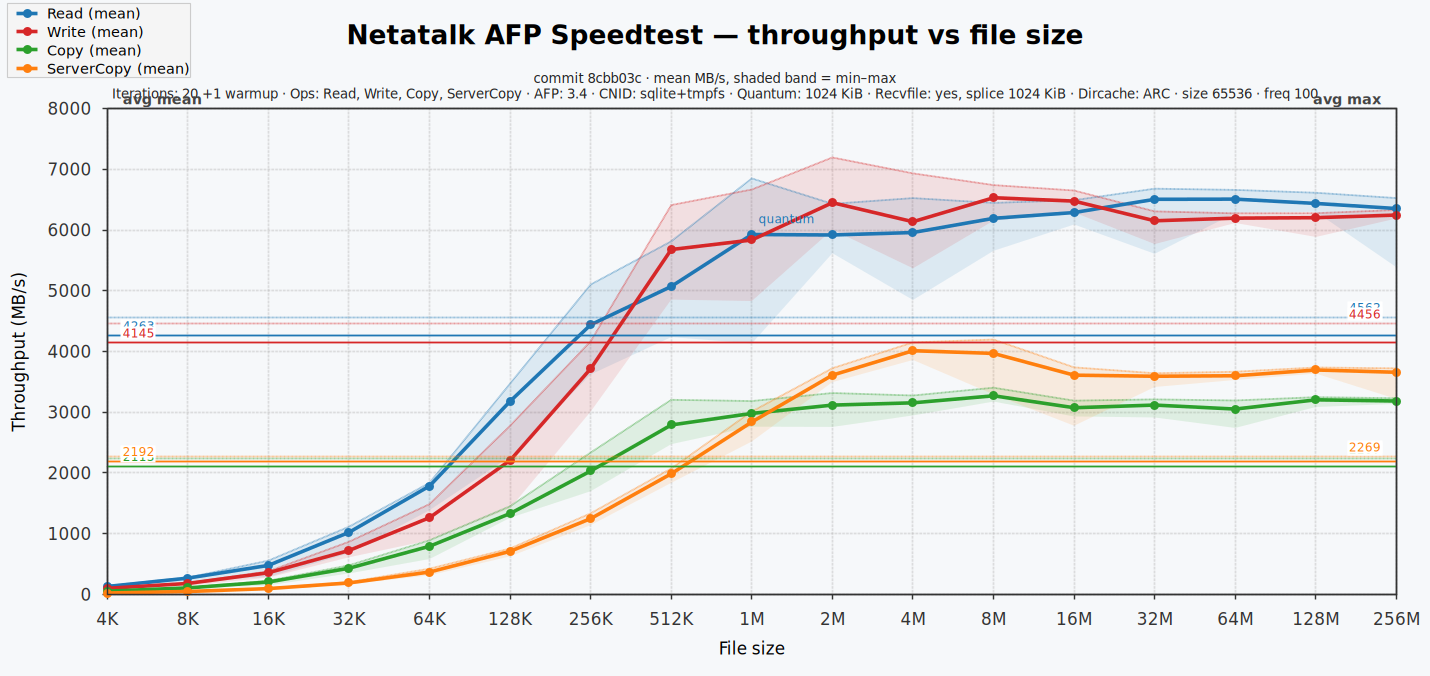 Read (mean)
Write (mean)
Copy (mean)
ServerCopy (mean)
Netatalk AFP Speedtest — throughput vs file size
commit 8cbb03c · mean MB/s, shaded band = min–max
Iterations: 20 +1 warmup · Ops: Read, Write, Copy, ServerCopy · AFP: 3.4 · CNID: sqlite+tmpfs · Quantum: 1024 KiB · Recvfile: yes, splice 1024 KiB · Dircache: ARC · size 65536 · freq 100
avg mean
avg max
8000
7000
6000
5000
4000
3000
2000
1000
0
Throughput (MB/s)
quantum
4263
4145
4562
4456
2192
2269
4K 8K 16K 32K 64K 128K 256K 512K 1M 2M 4M 8M 16M 32M 64M 128M 256M
File size